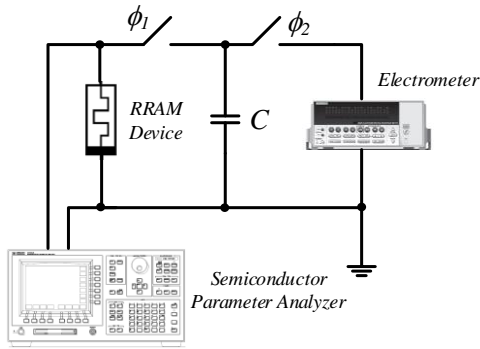 ϕ1 ϕ2
Electrometer
RRAM
Device
C
Semiconductor
Parameter Analyzer